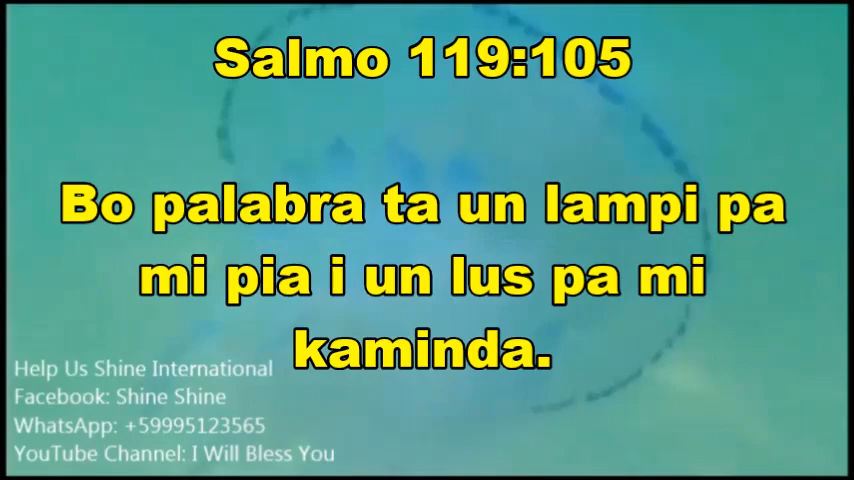 Salmo 119:105
Bo palabra ta un lampi pa
mi pia i un lus pa mi
kaminda.
Help Us Shine International
Facebook: Shine Shine
WhatsApp: +59995123565
YouTube Channel: I Will Bless You